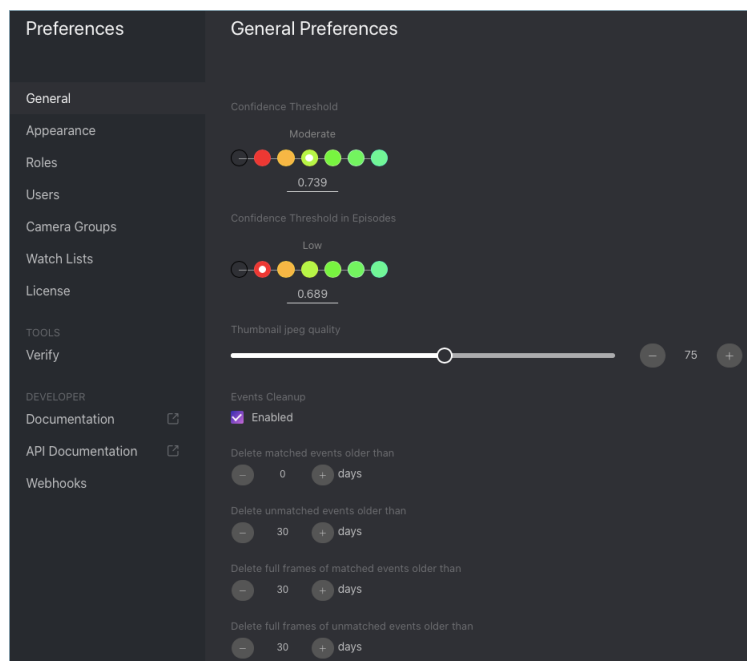 Preferences
General
Appearance
Roles
Users
Camera Groups
Watch Lists
License
TOOLS
Verify
DEVELOPER
Documentation
API Documentation
Webhooks
General Preferences
Confidence Threshold
Moderate
0.739
Confidence Threshold in Episodes
Low
0.689
Thumbnail jpeg quality
− 75 +
Events Cleanup
Enabled
Delete matched events older than
− 0 + days
Delete unmatched events older than
− 30 + days
Delete full frames of matched events older than
− 30 + days
Delete full frames of unmatched events older than
− 30 + days